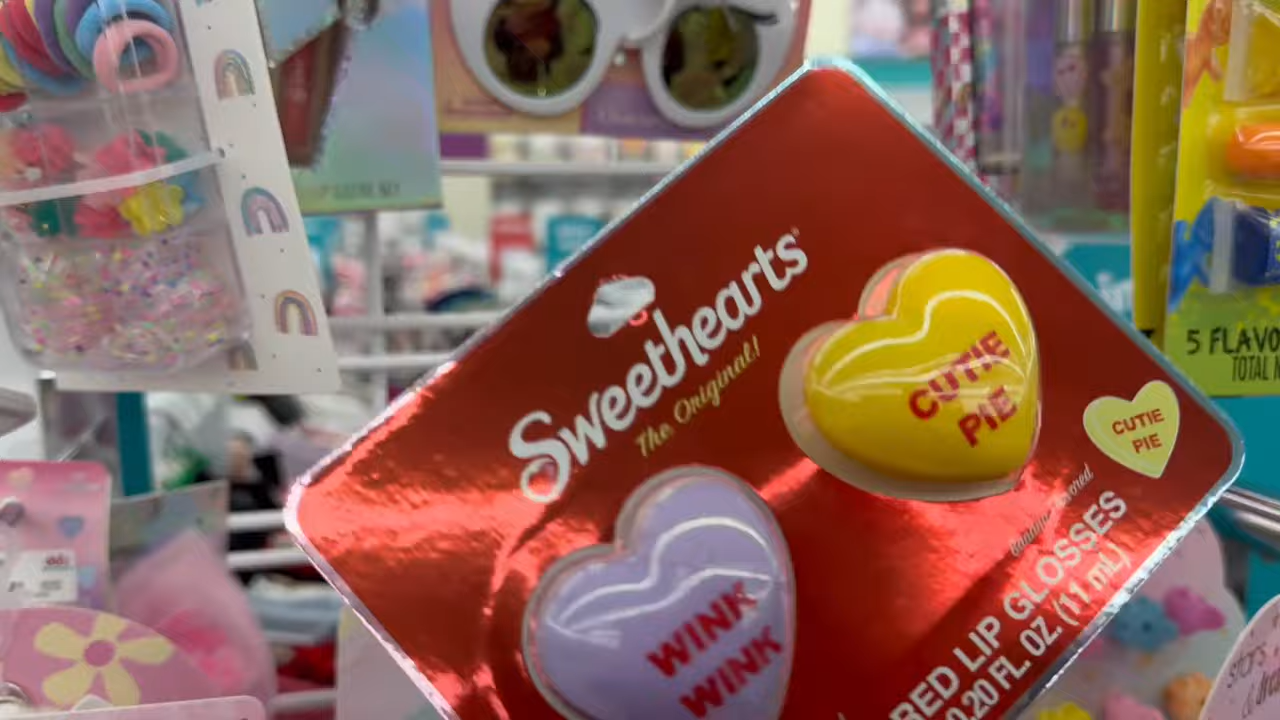 Sweethearts
The Original!
CUTIE
PIE
CUTIE
PIE
WINK
WINK
RED LIP GLOSSES
0.20 FL. OZ. (11 mL)
5 FLAVO
TOTAL N